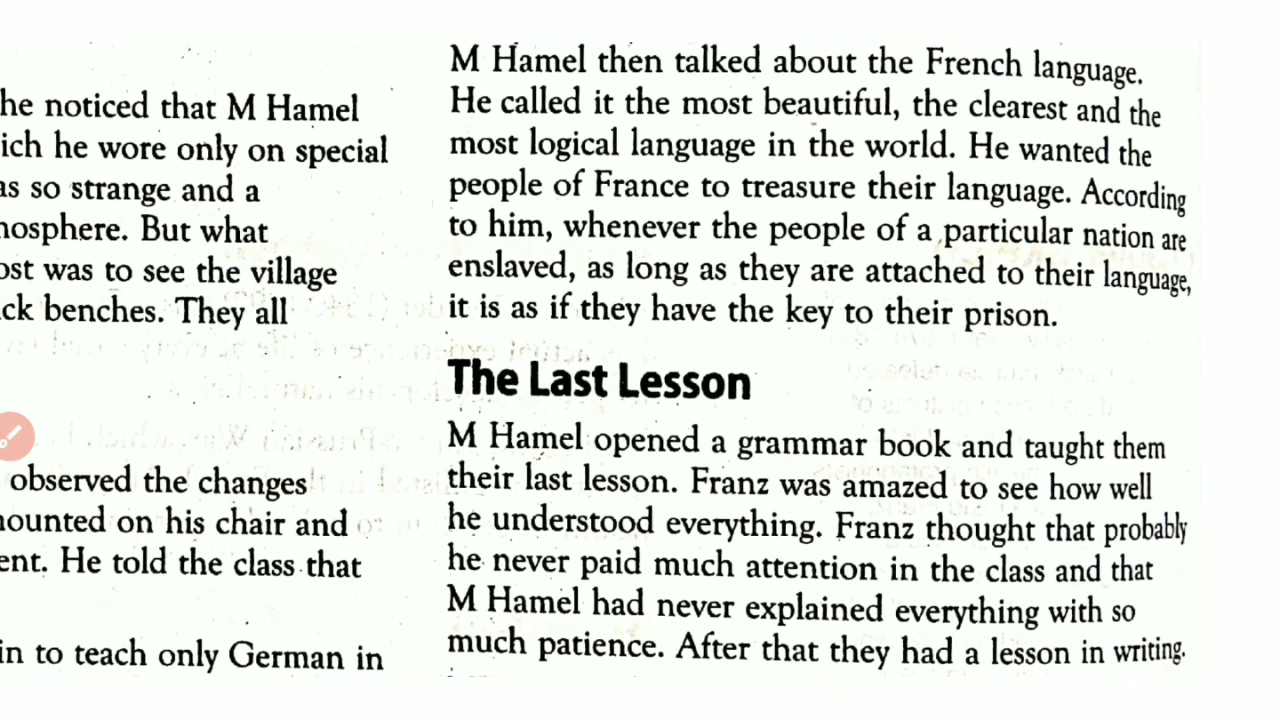 he noticed that M Hamel
ich he wore only on special
as so strange and a
nosphere. But what
ost was to see the village
ck benches. They all
observed the changes
nounted on his chair and
ent. He told the class that
in to teach only German in
M Hamel then talked about the French language.
He called it the most beautiful, the clearest and the
most logical language in the world. He wanted the
people of France to treasure their language. According
to him, whenever the people of a particular nation are
enslaved, as long as they are attached to their language,
it is as if they have the key to their prison.
The Last Lesson
M Hamel opened a grammar book and taught them
their last lesson. Franz was amazed to see how well
he understood everything. Franz thought that probably
he never paid much attention in the class and that
M Hamel had never explained everything with so
much patience. After that they had a lesson in writing.